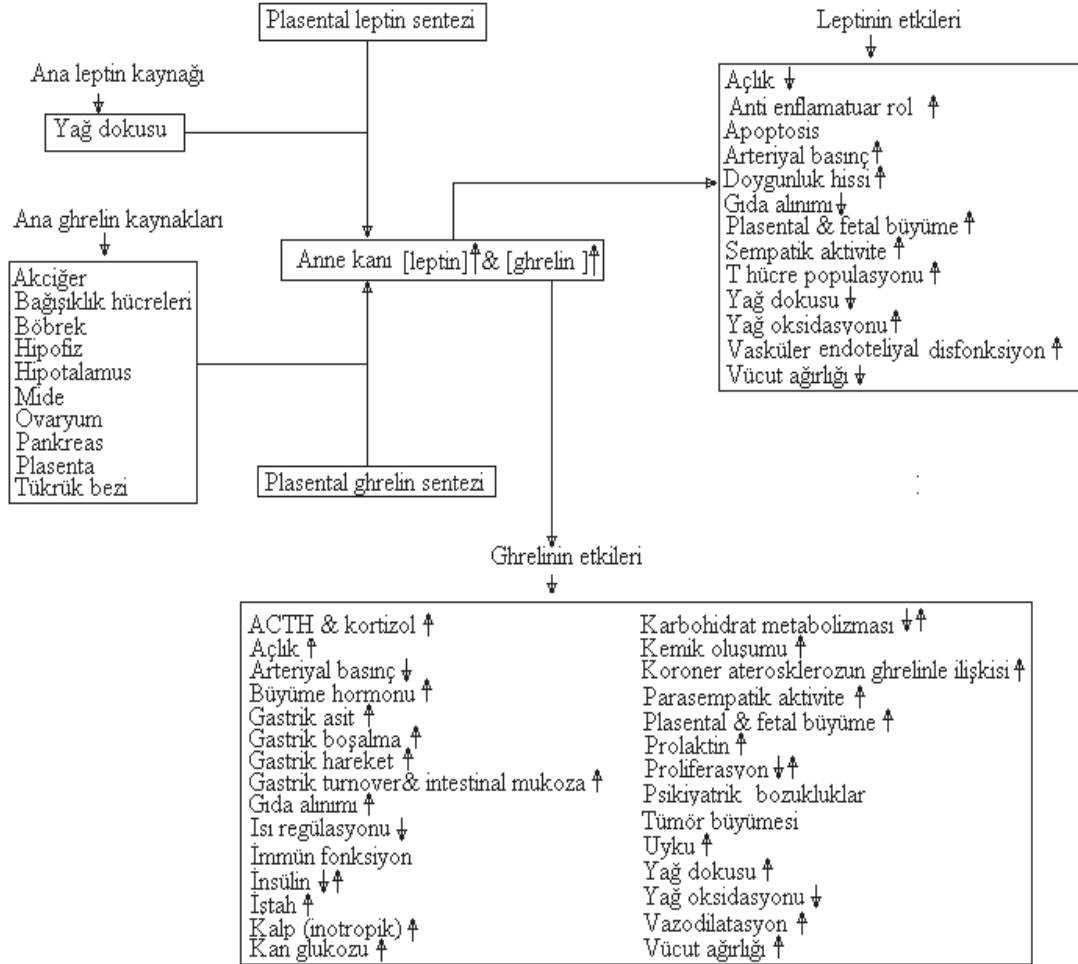 Plasental leptin sentezi
Leptinin etkileri
Ana leptin kaynağı
Yağ dokusu
Açlık ↓
Anti enflamatuar rol ↑
Apoptosis
Arteriyal basınç ↑
Doygunluk hissi ↑
Gıda alınımı ↓
Plasental & fetal büyüme ↑
Sempatik aktivite ↑
T hücre populasyonu ↑
Yağ dokusu ↓
Yağ oksidasyonu ↑
Vasküler endoteliyal disfonksiyon ↑
Vücut ağırlığı ↓
Ana ghrelin kaynakları
Anne kanı [leptin]↑ & [ghrelin ]↑
Akciğer
Bağışıklık hücreleri
Böbrek
Hipofiz
Hipotalamus
Mide
Ovaryum
Pankreas
Plasenta
Tükrük bezi
Plasental ghrelin sentezi
:
Ghrelinin etkileri
ACTH & kortizol ↑
Açlık ↑
Arteriyal basınç ↓
Büyüme hormonu ↑
Gastrik asit ↑
Gastrik boşalma ↑
Gastrik hareket ↑
Gastrik turnover& intestinal mukoza ↑
Gıda alınımı ↑
Isı regülasyonu ↓
İmmün fonksiyon
İnsülin ↓↑
İştah ↑
Kalp (inotropik) ↑
Kan glukozu ↑
Karbohidrat metabolizması ↓↑
Kemik oluşumu ↑
Koroner aterosklerozun ghrelinle ilişkisi ↑
Parasempatik aktivite ↑
Plasental & fetal büyüme ↑
Prolaktin ↑
Proliferasyon ↓↑
Psikiyatrik bozukluklar
Tümör büyümesi
Uyku ↑
Yağ dokusu ↑
Yağ oksidasyonu ↓
Vazodilatasyon ↑
Vücut ağırlığı ↑